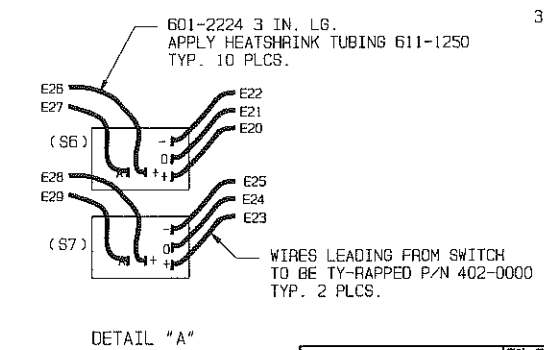 601-2224 3 IN. LG.
APPLY HEATSHRINK TUBING 611-1250
TYP. 10 PLCS.
3
E26
E27
E22
E21
E20
(S6)
-
0
A + +
E28
E29
E25
E24
E23
(S7)
-
0
A + +
WIRES LEADING FROM SWITCH
TO BE TY-RAPPED P/N 402-0000
TYP. 2 PLCS.
DETAIL "A"